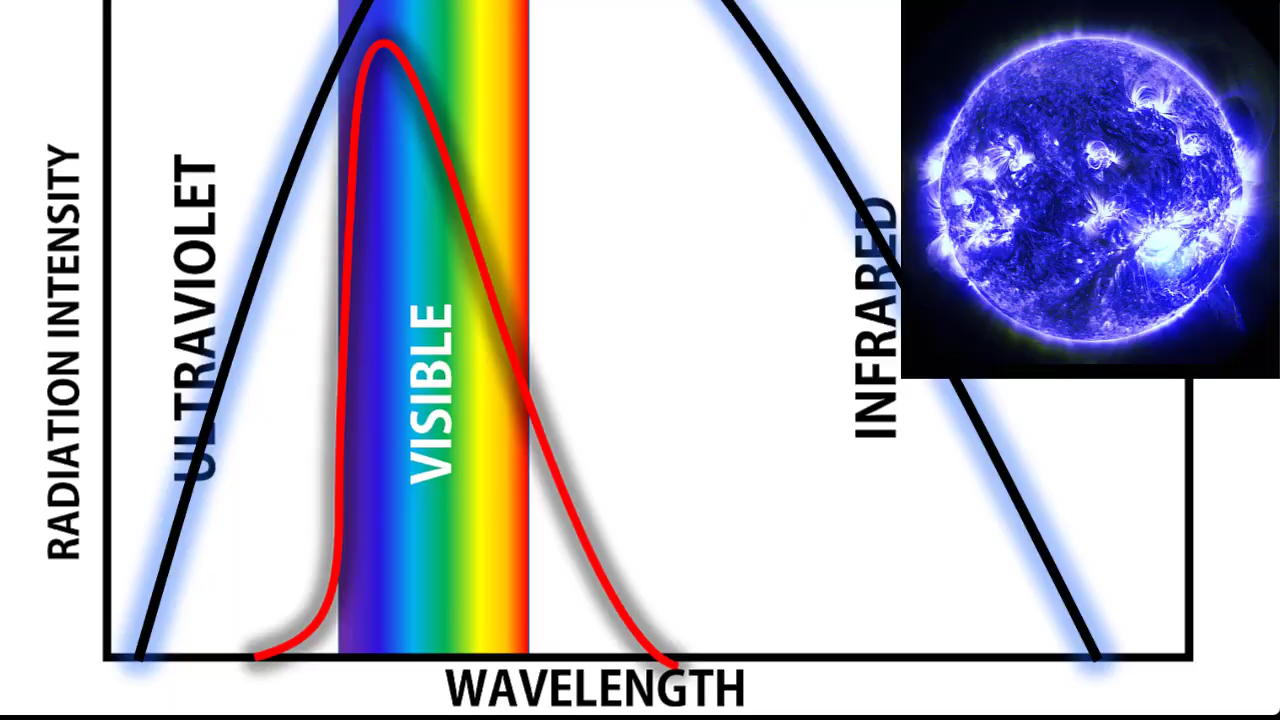 RADIATION INTENSITY
ULTRAVIOLET
VISIBLE
INFRARED
WAVELENGTH